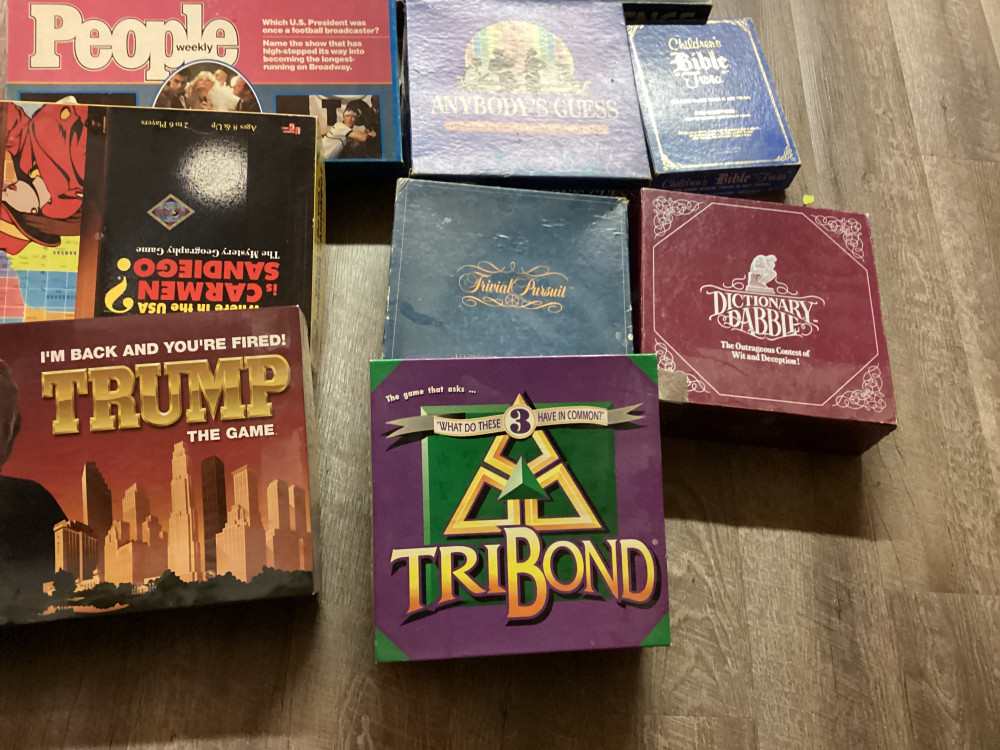 People
weekly
Which U.S. President was
once a football broadcaster?
Name the show that has
high-stepped its way into
becoming the longest-
running on Broadway.
ANYBODY'S GUESS
Children's
Bible
Trivia
Children's Bible Trivia
Ages 8 & Up
2 to 6 Players
The Mystery Geography Game
Where in the USA
is CARMEN
SANDIEGO?
KANSAS
Trivial Pursuit
DICTIONARY
DABBLE
The Outrageous Contest of
Wit and Deception!
I'M BACK AND YOU'RE FIRED!
TRUMP
THE GAME
The game that asks ...
"WHAT DO THESE 3 HAVE IN COMMON?"
TRIBOND®